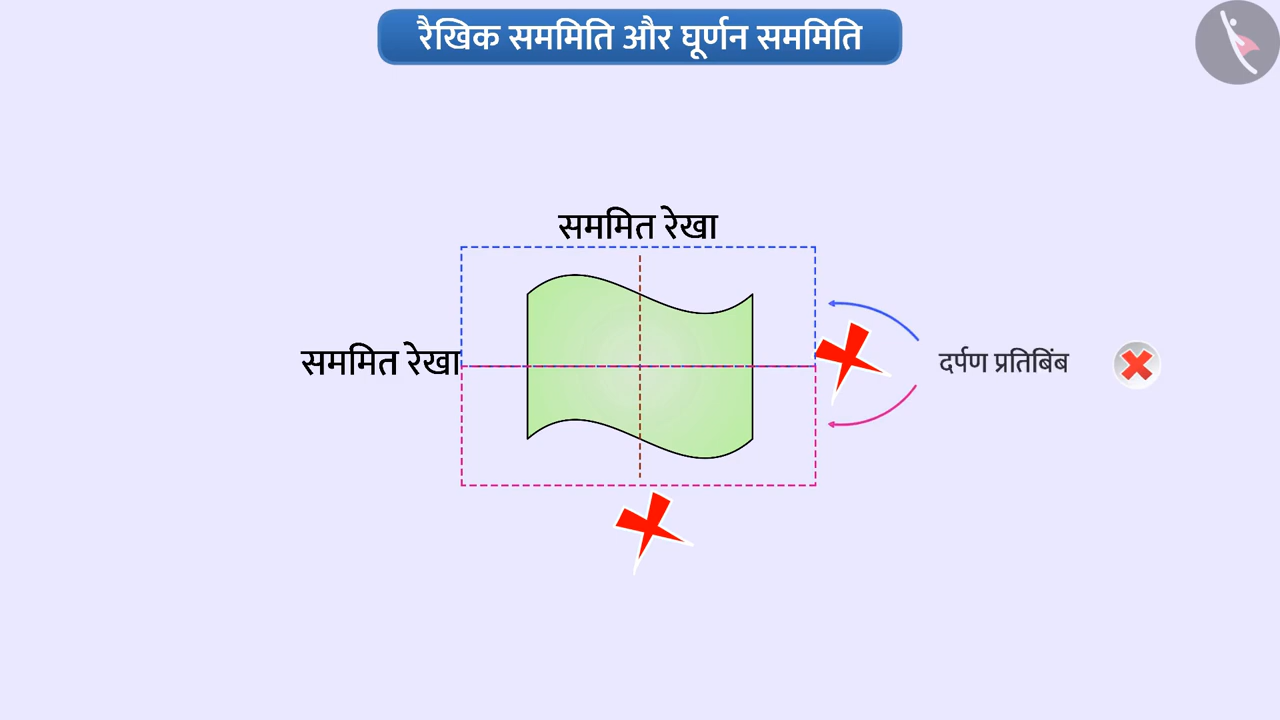 रैखिक सममिति और घूर्णन सममिति
सममित रेखा
सममित रेखा
दर्पण प्रतिबिंब